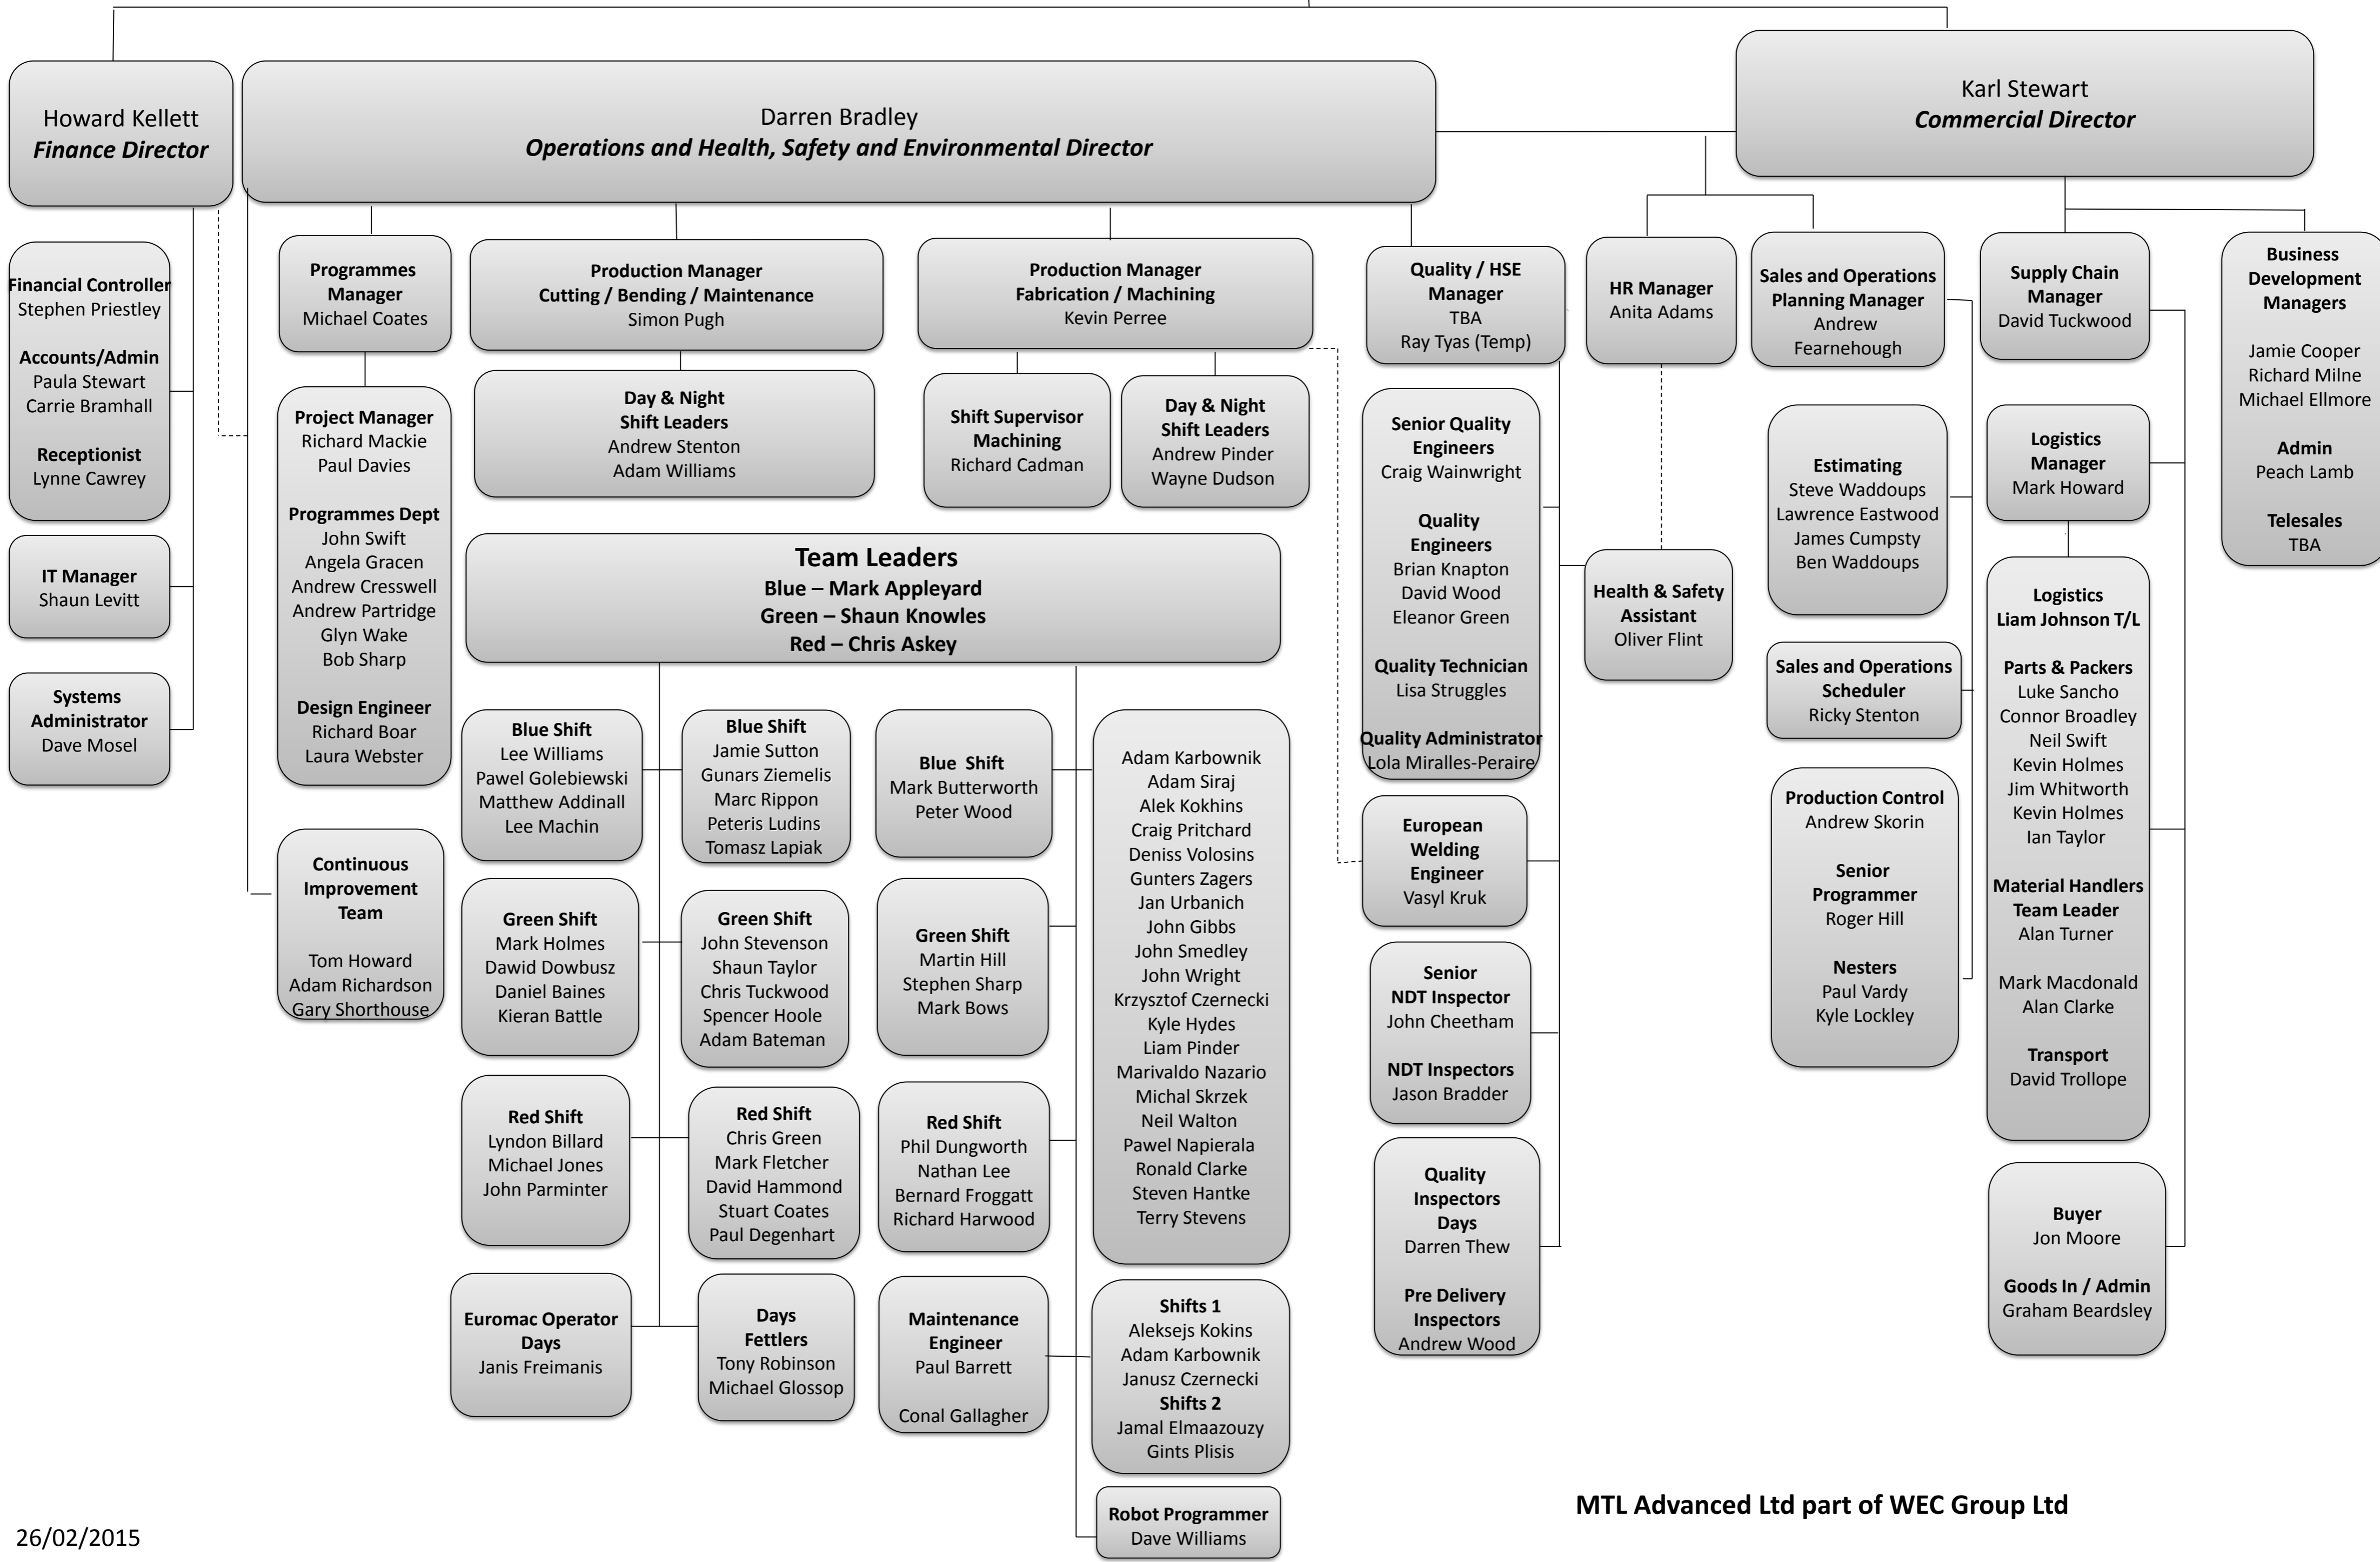 Howard Kellett
Finance Director
Darren Bradley
Operations and Health, Safety and Environmental Director
Karl Stewart
Commercial Director
Financial Controller
Stephen Priestley
Accounts/Admin
Paula Stewart
Carrie Bramhall
Receptionist
Lynne Cawrey
IT Manager
Shaun Levitt
Systems
Administrator
Dave Mosel
Programmes
Manager
Michael Coates
Project Manager
Richard Mackie
Paul Davies
Programmes Dept
John Swift
Angela Gracen
Andrew Cresswell
Andrew Partridge
Glyn Wake
Bob Sharp
Design Engineer
Richard Boar
Laura Webster
Continuous
Improvement
Team
Tom Howard
Adam Richardson
Gary Shorthouse
Production Manager
Cutting / Bending / Maintenance
Simon Pugh
Day & Night
Shift Leaders
Andrew Stenton
Adam Williams
Production Manager
Fabrication / Machining
Kevin Perree
Shift Supervisor
Machining
Richard Cadman
Day & Night
Shift Leaders
Andrew Pinder
Wayne Dudson
Team Leaders
Blue – Mark Appleyard
Green – Shaun Knowles
Red – Chris Askey
Blue Shift
Lee Williams
Pawel Golebiewski
Matthew Addinall
Lee Machin
Blue Shift
Jamie Sutton
Gunars Ziemelis
Marc Rippon
Peteris Ludins
Tomasz Lapiak
Blue Shift
Mark Butterworth
Peter Wood
Adam Karbownik
Adam Siraj
Alek Kokhins
Craig Pritchard
Deniss Volosins
Gunters Zagers
Jan Urbanich
John Gibbs
John Smedley
John Wright
Krzysztof Czernecki
Kyle Hydes
Liam Pinder
Marivaldo Nazario
Michal Skrzek
Neil Walton
Pawel Napierala
Ronald Clarke
Steven Hantke
Terry Stevens
Green Shift
Mark Holmes
Dawid Dowbusz
Daniel Baines
Kieran Battle
Green Shift
John Stevenson
Shaun Taylor
Chris Tuckwood
Spencer Hoole
Adam Bateman
Green Shift
Martin Hill
Stephen Sharp
Mark Bows
Red Shift
Lyndon Billard
Michael Jones
John Parminter
Red Shift
Chris Green
Mark Fletcher
David Hammond
Stuart Coates
Paul Degenhart
Red Shift
Phil Dungworth
Nathan Lee
Bernard Froggatt
Richard Harwood
Euromac Operator
Days
Janis Freimanis
Days
Fettlers
Tony Robinson
Michael Glossop
Maintenance
Engineer
Paul Barrett
Conal Gallagher
Shifts 1
Aleksejs Kokins
Adam Karbownik
Janusz Czernecki
Shifts 2
Jamal Elmaazouzy
Gints Plisis
Robot Programmer
Dave Williams
Quality / HSE
Manager
TBA
Ray Tyas (Temp)
Senior Quality
Engineers
Craig Wainwright
Quality
Engineers
Brian Knapton
David Wood
Eleanor Green
Quality Technician
Lisa Struggles
Quality Administrator
Lola Miralles-Peraire
European
Welding
Engineer
Vasyl Kruk
Senior
NDT Inspector
John Cheetham
NDT Inspectors
Jason Bradder
Quality
Inspectors
Days
Darren Thew
Pre Delivery
Inspectors
Andrew Wood
HR Manager
Anita Adams
Health & Safety
Assistant
Oliver Flint
Sales and Operations
Planning Manager
Andrew
Fearnehough
Estimating
Steve Waddoups
Lawrence Eastwood
James Cumpsty
Ben Waddoups
Sales and Operations
Scheduler
Ricky Stenton
Production Control
Andrew Skorin
Senior
Programmer
Roger Hill
Nesters
Paul Vardy
Kyle Lockley
Supply Chain
Manager
David Tuckwood
Logistics
Manager
Mark Howard
Logistics
Liam Johnson T/L
Parts & Packers
Luke Sancho
Connor Broadley
Neil Swift
Kevin Holmes
Jim Whitworth
Kevin Holmes
Ian Taylor
Material Handlers
Team Leader
Alan Turner
Mark Macdonald
Alan Clarke
Transport
David Trollope
Buyer
Jon Moore
Goods In / Admin
Graham Beardsley
Business
Development
Managers
Jamie Cooper
Richard Milne
Michael Ellmore
Admin
Peach Lamb
Telesales
TBA
MTL Advanced Ltd part of WEC Group Ltd
26/02/2015